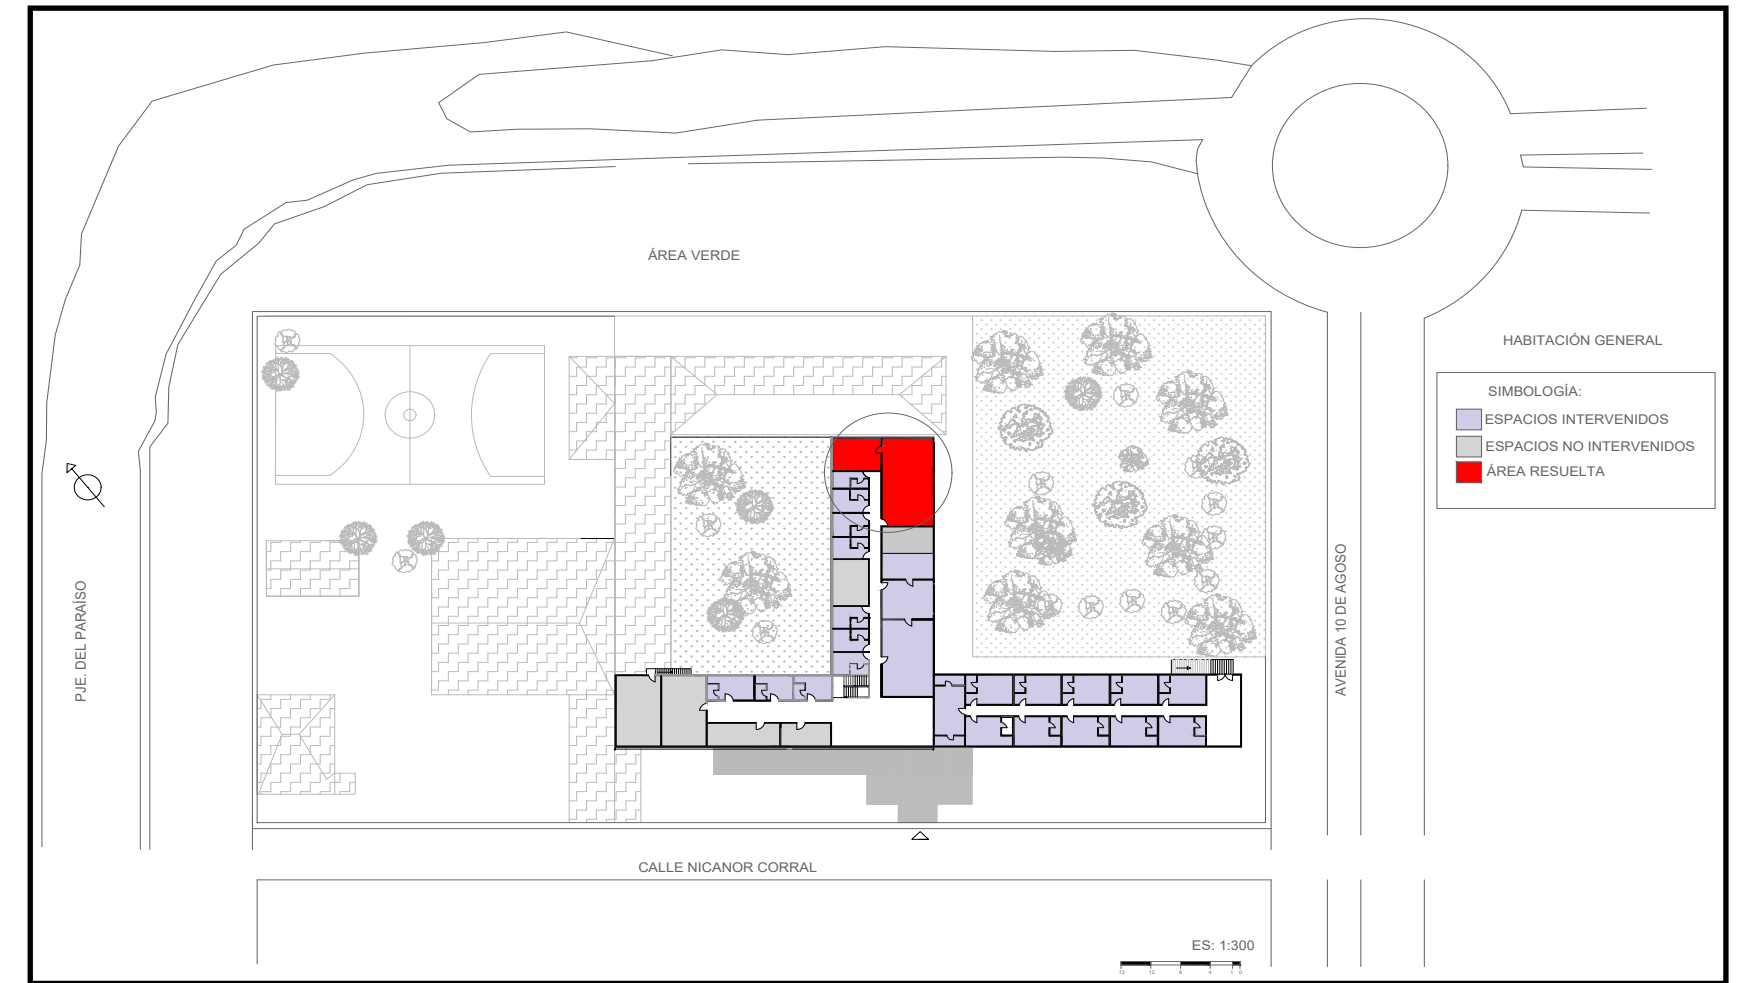 ÁREA VERDE
HABITACIÓN GENERAL
SIMBOLOGÍA:
ESPACIOS INTERVENIDOS
ESPACIOS NO INTERVENIDOS
ÁREA RESUELTA
PJE. DEL PARAÍSO
AVENIDA 10 DE AGOSO
CALLE NICANOR CORRAL
ES: 1:300